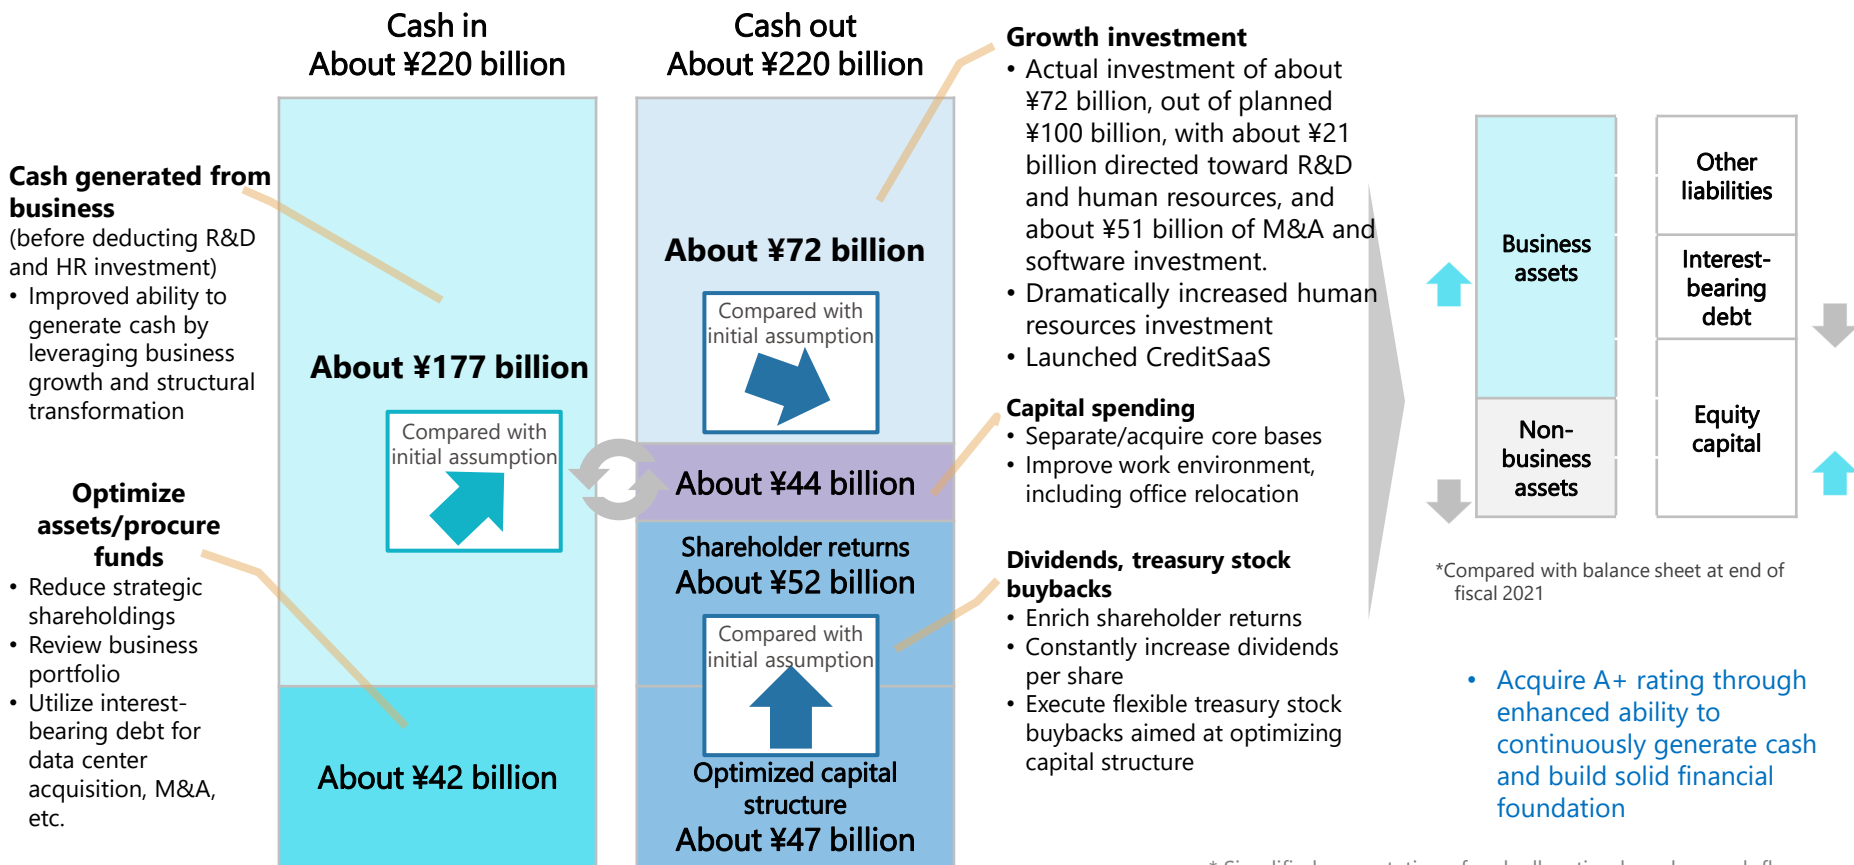 Cash in
About ¥220 billion
Cash out
About ¥220 billion
Cash generated from
business
(before deducting R&D
and HR investment)
• Improved ability to
generate cash by
leveraging business
growth and structural
transformation
Optimize
assets/procure
funds
• Reduce strategic
shareholdings
• Review business
portfolio
• Utilize interest-
bearing debt for
data center
acquisition, M&A,
etc.
About ¥177 billion
Compared with
initial assumption
About ¥42 billion
About ¥72 billion
Compared with
initial assumption
About ¥44 billion
Shareholder returns
About ¥52 billion
Compared with
initial assumption
Optimized capital
structure
About ¥47 billion
Growth investment
• Actual investment of about
¥72 billion, out of planned
¥100 billion, with about ¥21
billion directed toward R&D
and human resources, and
about ¥51 billion of M&A and
software investment.
• Dramatically increased human
resources investment
• Launched CreditSaaS
Capital spending
• Separate/acquire core bases
• Improve work environment,
including office relocation
Dividends, treasury stock
buybacks
• Enrich shareholder returns
• Constantly increase dividends
per share
• Execute flexible treasury stock
buybacks aimed at optimizing
capital structure
Business
assets
Non-
business
assets
Other
liabilities
Interest-
bearing
debt
Equity
capital
*Compared with balance sheet at end of
fiscal 2021
• Acquire A+ rating through
enhanced ability to
continuously generate cash
and build solid financial
foundation